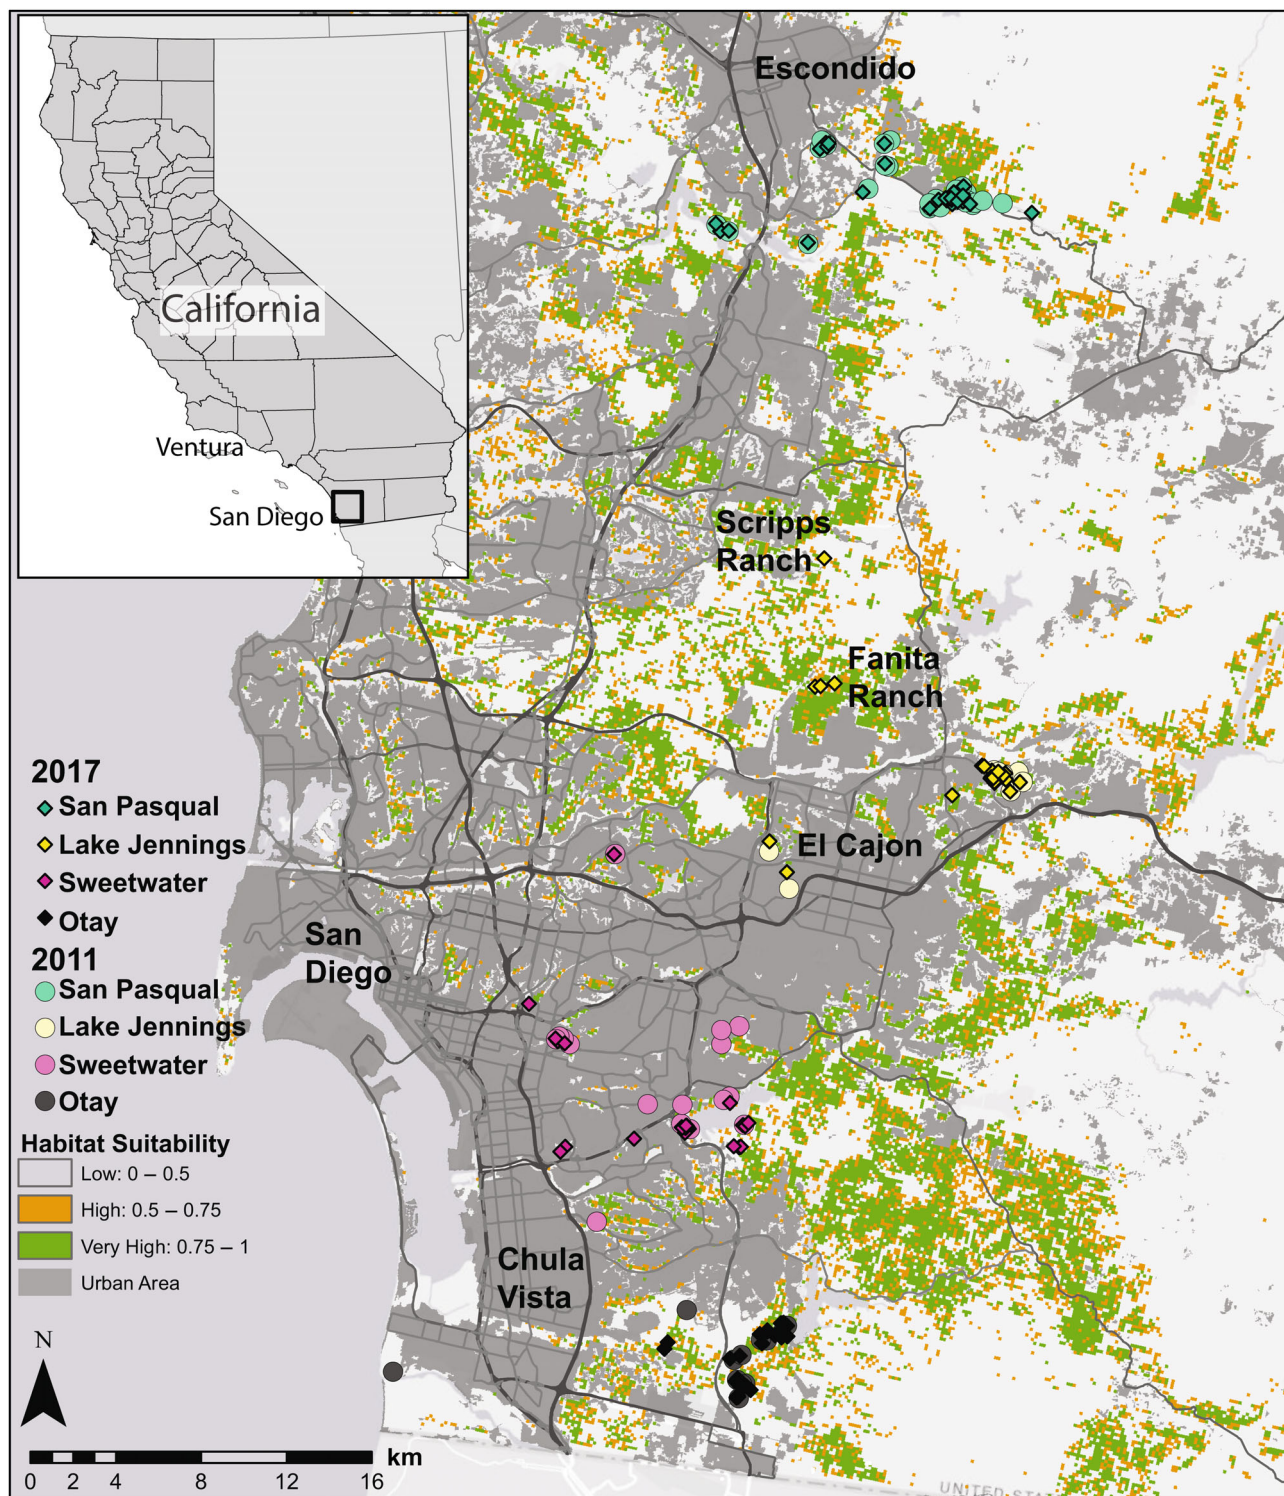 California
Ventura
San Diego
Escondido
Scripps
Ranch
Fanita
Ranch
El Cajon
San
Diego
Chula
Vista
2017
San Pasqual
Lake Jennings
Sweetwater
Otay
2011
San Pasqual
Lake Jennings
Sweetwater
Otay
Habitat Suitability
Low: 0 – 0.5
High: 0.5 – 0.75
Very High: 0.75 – 1
Urban Area
N
km
0 2 4 8 12 16
UNITED